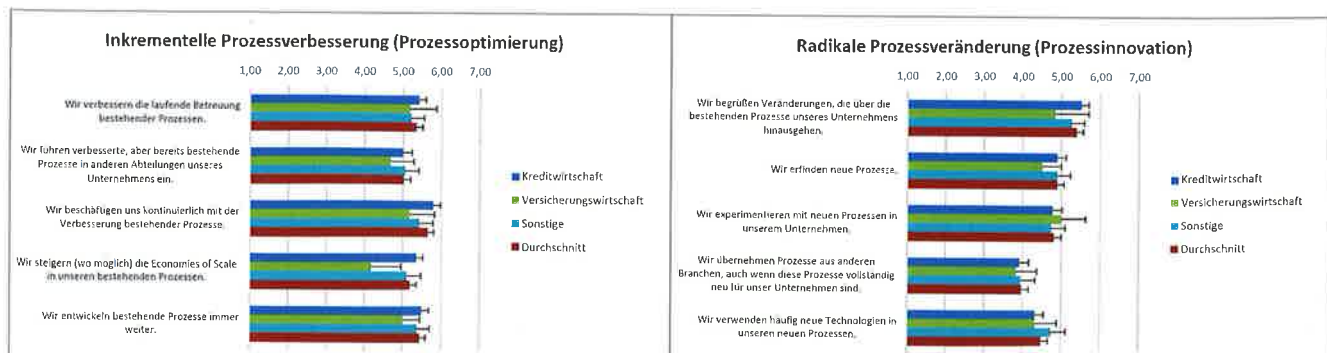 Inkrementelle Prozessverbesserung (Prozessoptimierung)
1,00 2,00 3,00 4,00 5,00 6,00 7,00
Wir verbessern die laufende Betreuung
bestehender Prozessen.
Wir führen verbesserte, aber bereits bestehende
Prozesse in anderen Abteilungen unseres
Unternehmens ein.
Wir beschäftigen uns kontinuierlich mit der
Verbesserung bestehender Prozesse.
Wir steigern (wo möglich) die Economies of Scale
in unseren bestehenden Prozessen.
Wir entwickeln bestehende Prozesse immer
weiter.
Kreditwirtschaft
Versicherungswirtschaft
Sonstige
Durchschnitt
Radikale Prozessveränderung (Prozessinnovation)
1,00 2,00 3,00 4,00 5,00 6,00 7,00
Wir begrüßen Veränderungen, die über die
bestehenden Prozesse unseres Unternehmens
hinausgehen.
Wir erfinden neue Prozesse.
Wir experimentieren mit neuen Prozessen in
unserem Unternehmen.
Wir übernehmen Prozesse aus anderen
Branchen, auch wenn diese Prozesse vollständig
neu für unser Unternehmen sind.
Wir verwenden häufig neue Technologien in
unseren neuen Prozessen.
Kreditwirtschaft
Versicherungswirtschaft
Sonstige
Durchschnitt